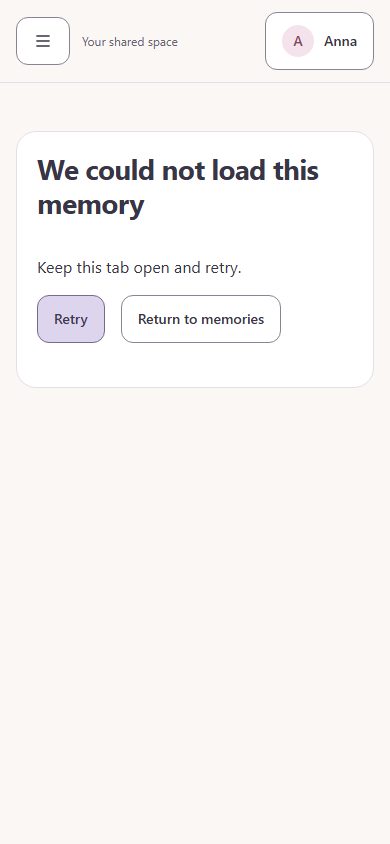 Your shared space
A
Anna
We could not load this
memory
Keep this tab open and retry.
Retry
Return to memories